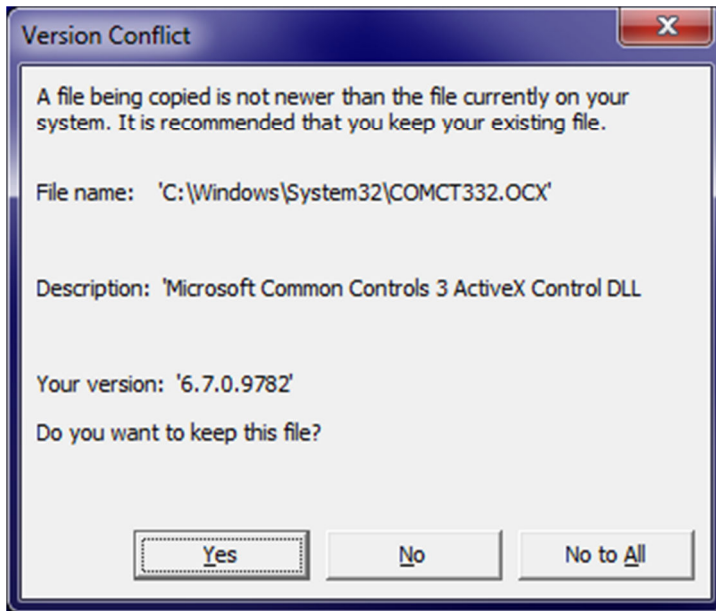 Version Conflict
A file being copied is not newer than the file currently on your
system. It is recommended that you keep your existing file.
File name: 'C:\Windows\System32\COMCT332.OCX'
Description: 'Microsoft Common Controls 3 ActiveX Control DLL
Your version: '6.7.0.9782'
Do you want to keep this file?
Yes No No to All